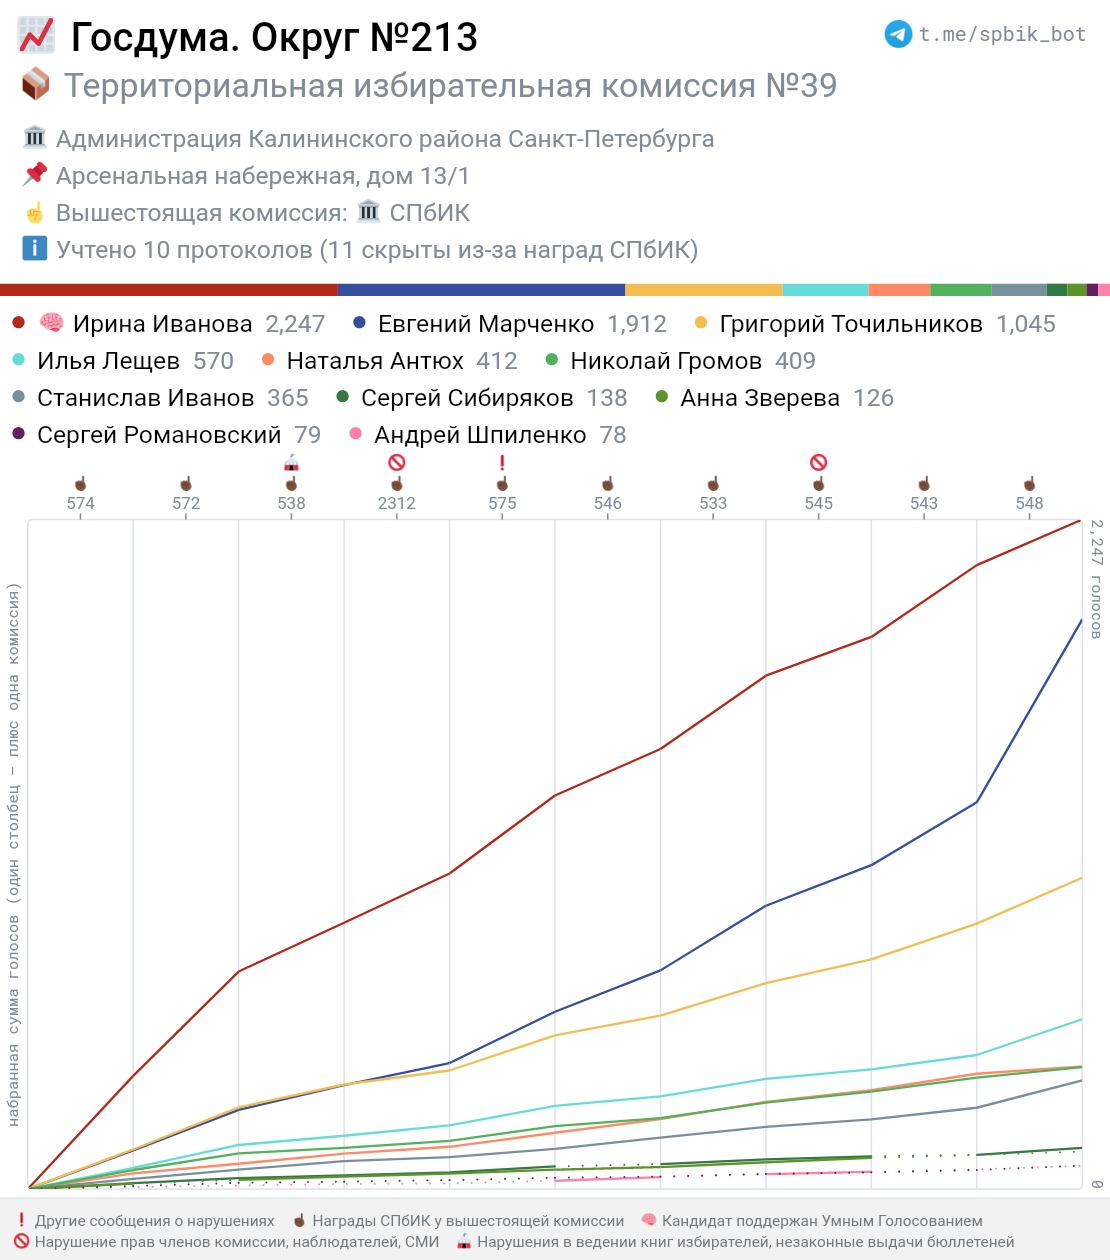 Госдума. Округ №213
t.me/spbik_bot
Территориальная избирательная комиссия №39
Администрация Калининского района Санкт-Петербурга
Арсенальная набережная, дом 13/1
Вышестоящая комиссия: СПбИК
Учтено 10 протоколов (11 скрыты из-за наград СПбИК)
Ирина Иванова 2,247 Евгений Марченко 1,912 Григорий Точильников 1,045
Илья Лещев 570 Наталья Антюх 412 Николай Громов 409
Станислав Иванов 365 Сергей Сибиряков 138 Анна Зверева 126
Сергей Романовский 79 Андрей Шпиленко 78
574 572 538 2312 575 546 533 545 543 548
набранная сумма голосов (один столбец — плюс одна комиссия)
2,247 голосов
0
Другие сообщения о нарушениях Награды СПбИК у вышестоящей комиссии Кандидат поддержан Умным Голосованием
Нарушение прав членов комиссии, наблюдателей, СМИ Нарушения в ведении книг избирателей, незаконные выдачи бюллетеней